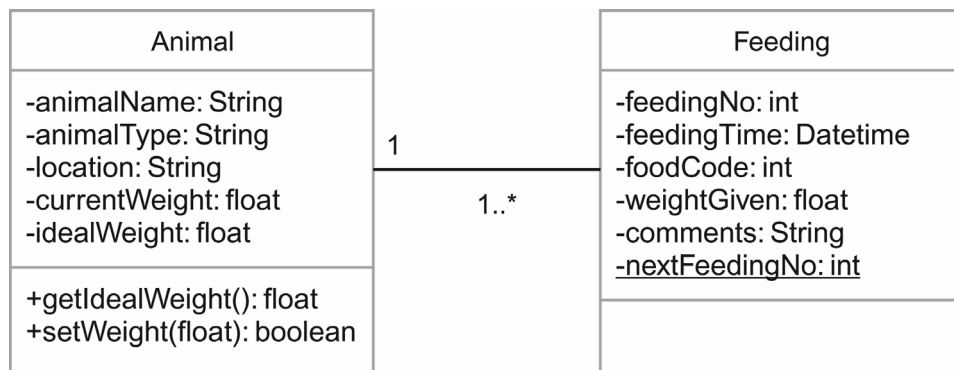 Animal
-animalName: String
-animalType: String
-location: String
-currentWeight: float
-idealWeight: float
+getIdealWeight(): float
+setWeight(float): boolean
1
1..*
Feeding
-feedingNo: int
-feedingTime: Datetime
-foodCode: int
-weightGiven: float
-comments: String
-nextFeedingNo: int